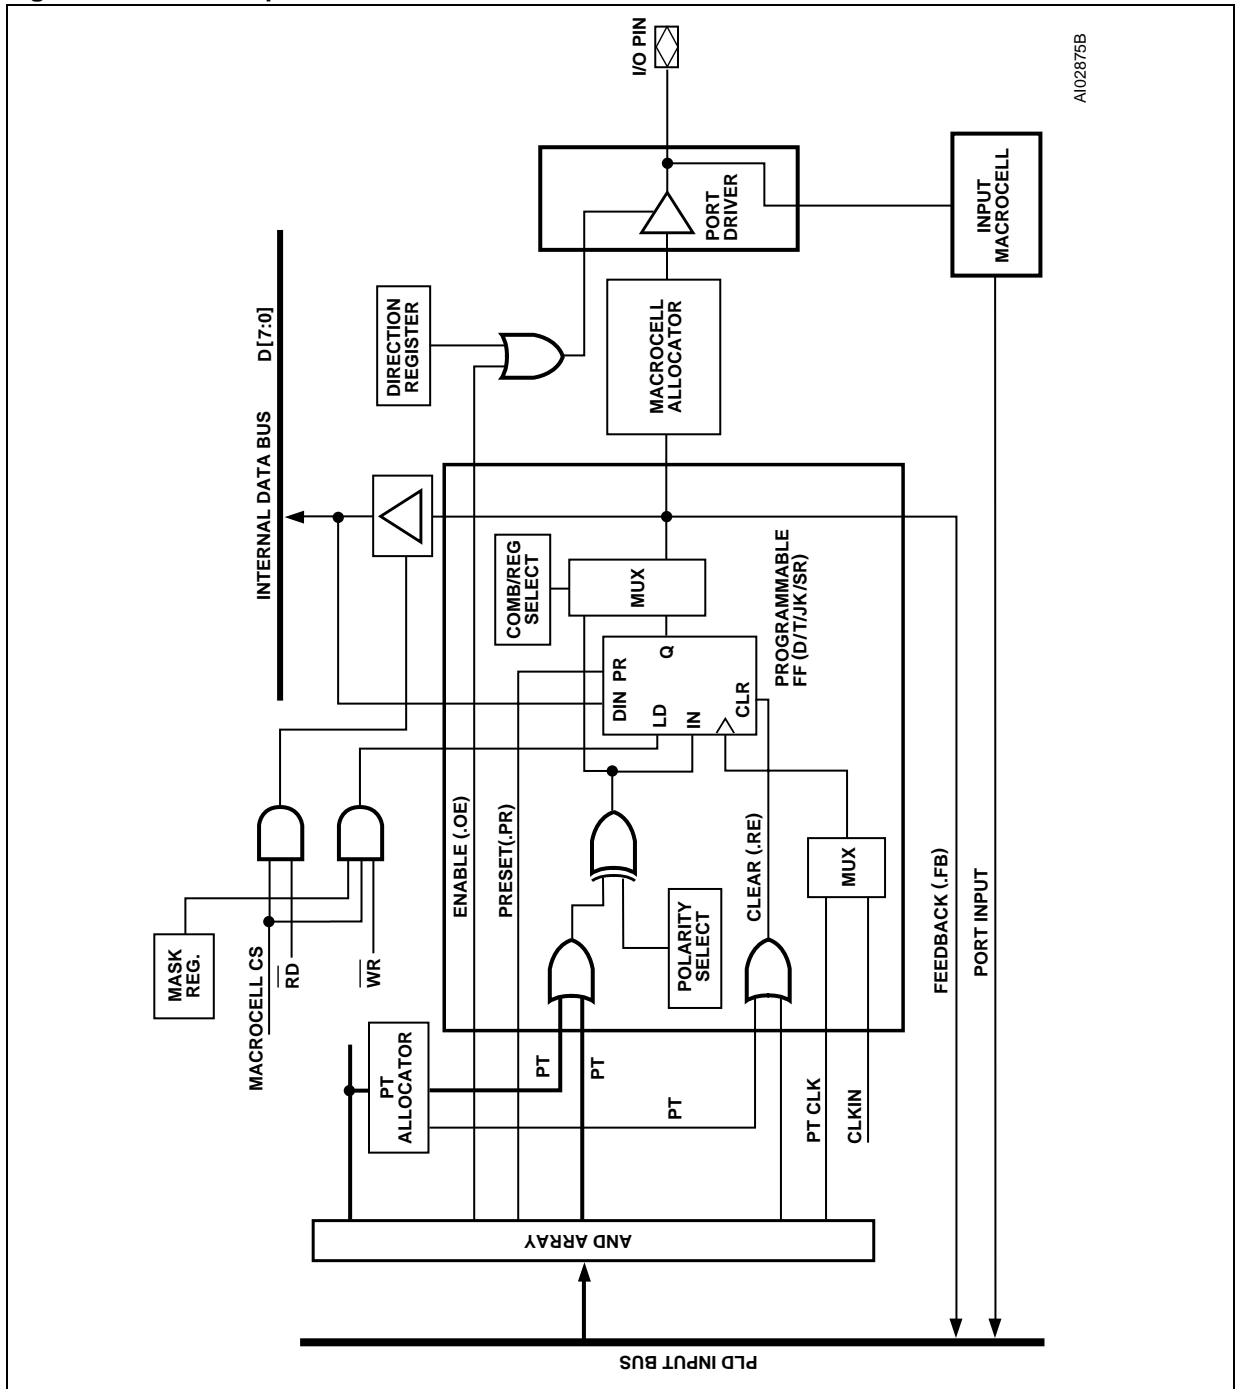 I/O PIN
AI02875B
PORT
DRIVER
INPUT
MACROCELL
INTERNAL DATA BUS D[7:0]
DIRECTION
REGISTER
MACROCELL
ALLOCATOR
COMB/REG
SELECT
MUX
PROGRAMMABLE
FF (D/T/JK/SR)
DIN
PR
LD
Q
IN
CLR
ENABLE (.OE)
PRESET(.PR)
CLEAR (.RE)
MUX
FEEDBACK (.FB)
PORT INPUT
POLARITY
SELECT
MASK
REG.
MACROCELL CS
RD
WR
PT
ALLOCATOR
PT
PT
PT
PT CLK
CLKIN
AND ARRAY
PLD INPUT BUS